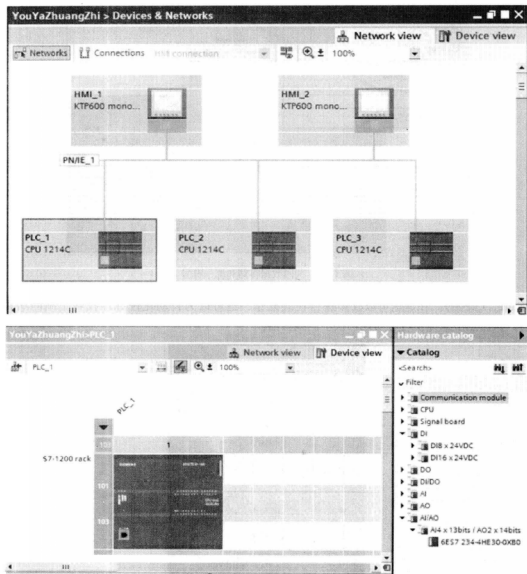 YouYaZhuangZhi > Devices & Networks
Network view
Device view
Networks
Connections
100%
HMI_1
KTP600 mono...
HMI_2
KTP600 mono...
PN/IE_1
PLC_1
CPU 1214C
PLC_2
CPU 1214C
PLC_3
CPU 1214C
YouYaZhuangZhi>PLC_1
Network view
Device view
PLC_1
100%
PLC_1
1
S7-1200 rack
101
103
Hardware catalog
Catalog
<Search>
Filter
Communication module
CPU
Signal board
DI
DI8 x 24VDC
DI16 x 24VDC
DO
DI/DO
AI
AO
AI/AO
AI4 x 13bits / AO2 x 14bits
6ES7 234-4HE30-0XB0